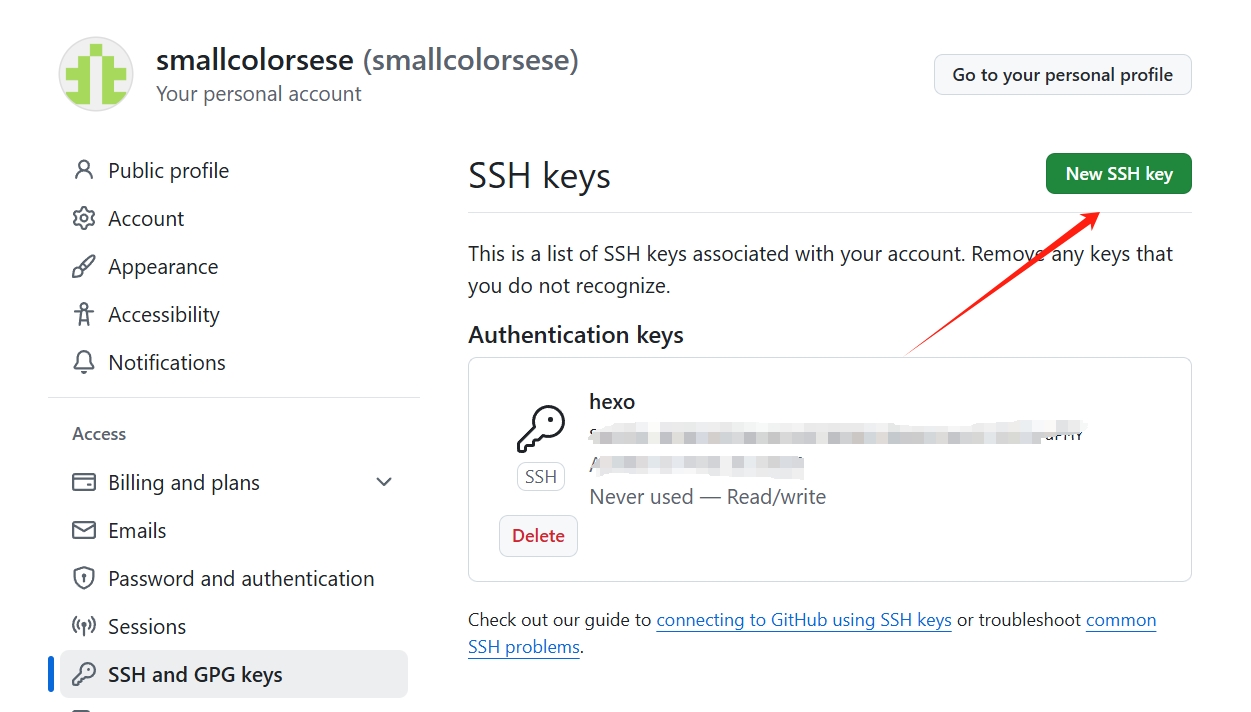 smallcolorsese (smallcolorsese)
Your personal account
Go to your personal profile
Public profile
Account
Appearance
Accessibility
Notifications
Access
Billing and plans
Emails
Password and authentication
Sessions
SSH and GPG keys
SSH keys
New SSH key
This is a list of SSH keys associated with your account. Remove any keys that
you do not recognize.
Authentication keys
hexo
SSH
Never used — Read/write
Delete
Check out our guide to connecting to GitHub using SSH keys or troubleshoot common
SSH problems.